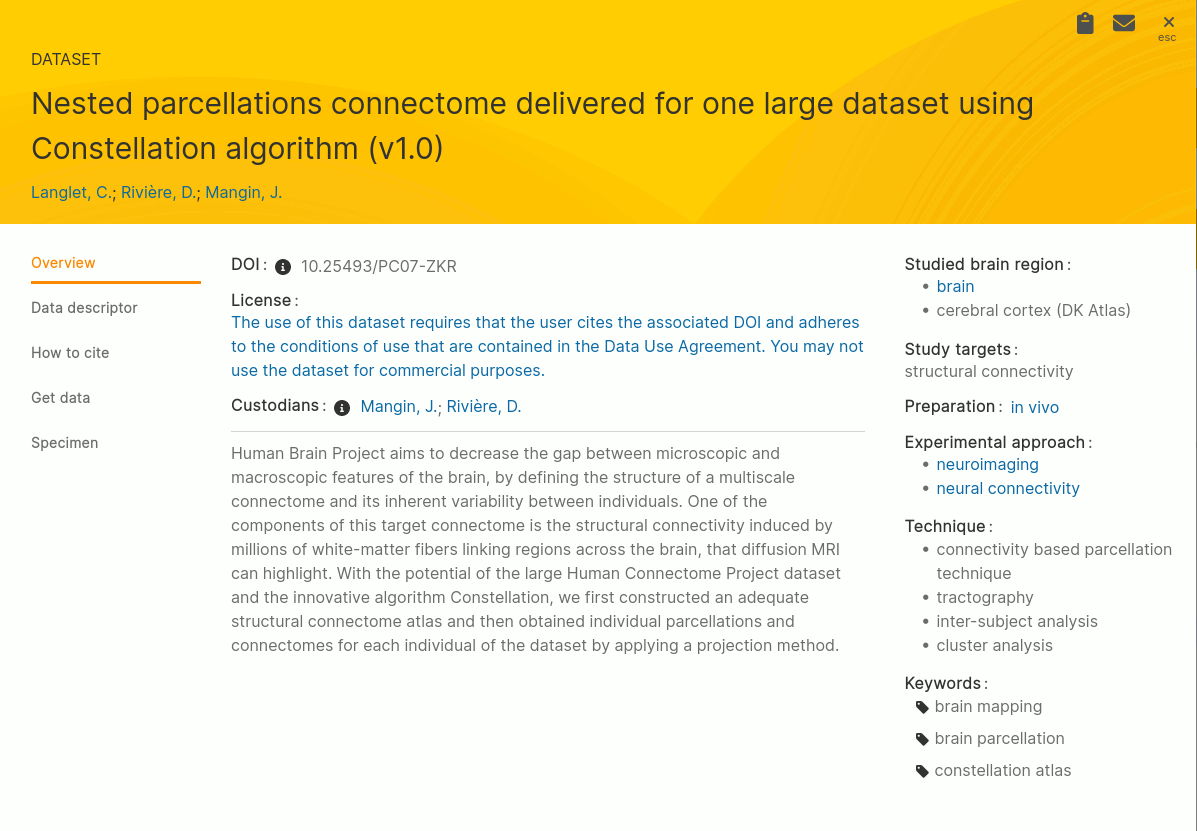 esc
DATASET
Nested parcellations connectome delivered for one large dataset using
Constellation algorithm (v1.0)
Langlet, C.; Rivière, D.; Mangin, J.
Overview
Data descriptor
How to cite
Get data
Specimen
DOI: 10.25493/PC07-ZKR
License:
The use of this dataset requires that the user cites the associated DOI and adheres
to the conditions of use that are contained in the Data Use Agreement. You may not
use the dataset for commercial purposes.
Custodians: Mangin, J.; Rivière, D.
Human Brain Project aims to decrease the gap between microscopic and
macroscopic features of the brain, by defining the structure of a multiscale
connectome and its inherent variability between individuals. One of the
components of this target connectome is the structural connectivity induced by
millions of white-matter fibers linking regions across the brain, that diffusion MRI
can highlight. With the potential of the large Human Connectome Project dataset
and the innovative algorithm Constellation, we first constructed an adequate
structural connectome atlas and then obtained individual parcellations and
connectomes for each individual of the dataset by applying a projection method.
Studied brain region:
• brain
• cerebral cortex (DK Atlas)
Study targets:
structural connectivity
Preparation: in vivo
Experimental approach:
• neuroimaging
• neural connectivity
Technique:
• connectivity based parcellation
technique
• tractography
• inter-subject analysis
• cluster analysis
Keywords:
brain mapping
brain parcellation
constellation atlas